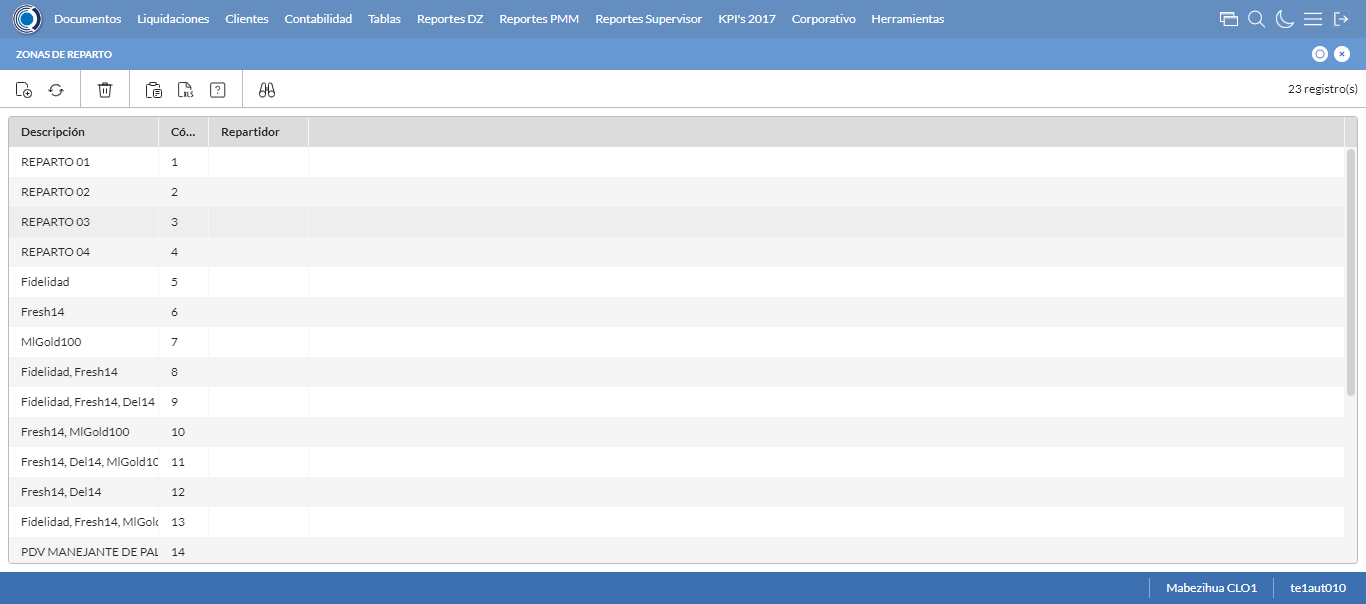 Documentos Liquidaciones Clientes Contabilidad Tablas Reportes DZ Reportes PMM Reportes Supervisor KPI's 2017 Corporativo Herramientas
ZONAS DE REPARTO
XLS ? 23 registro(s)
Descripción Có... Repartidor
REPARTO 01 1
REPARTO 02 2
REPARTO 03 3
REPARTO 04 4
Fidelidad 5
Fresh14 6
MlGold100 7
Fidelidad, Fresh14 8
Fidelidad, Fresh14, Del14 9
Fresh14, MlGold100 10
Fresh14, Del14, MlGold10 11
Fresh14, Del14 12
Fidelidad, Fresh14, MlGold 13
PDV MANEJANTE DE PAL 14
Mabezihua CLO1 te1aut010